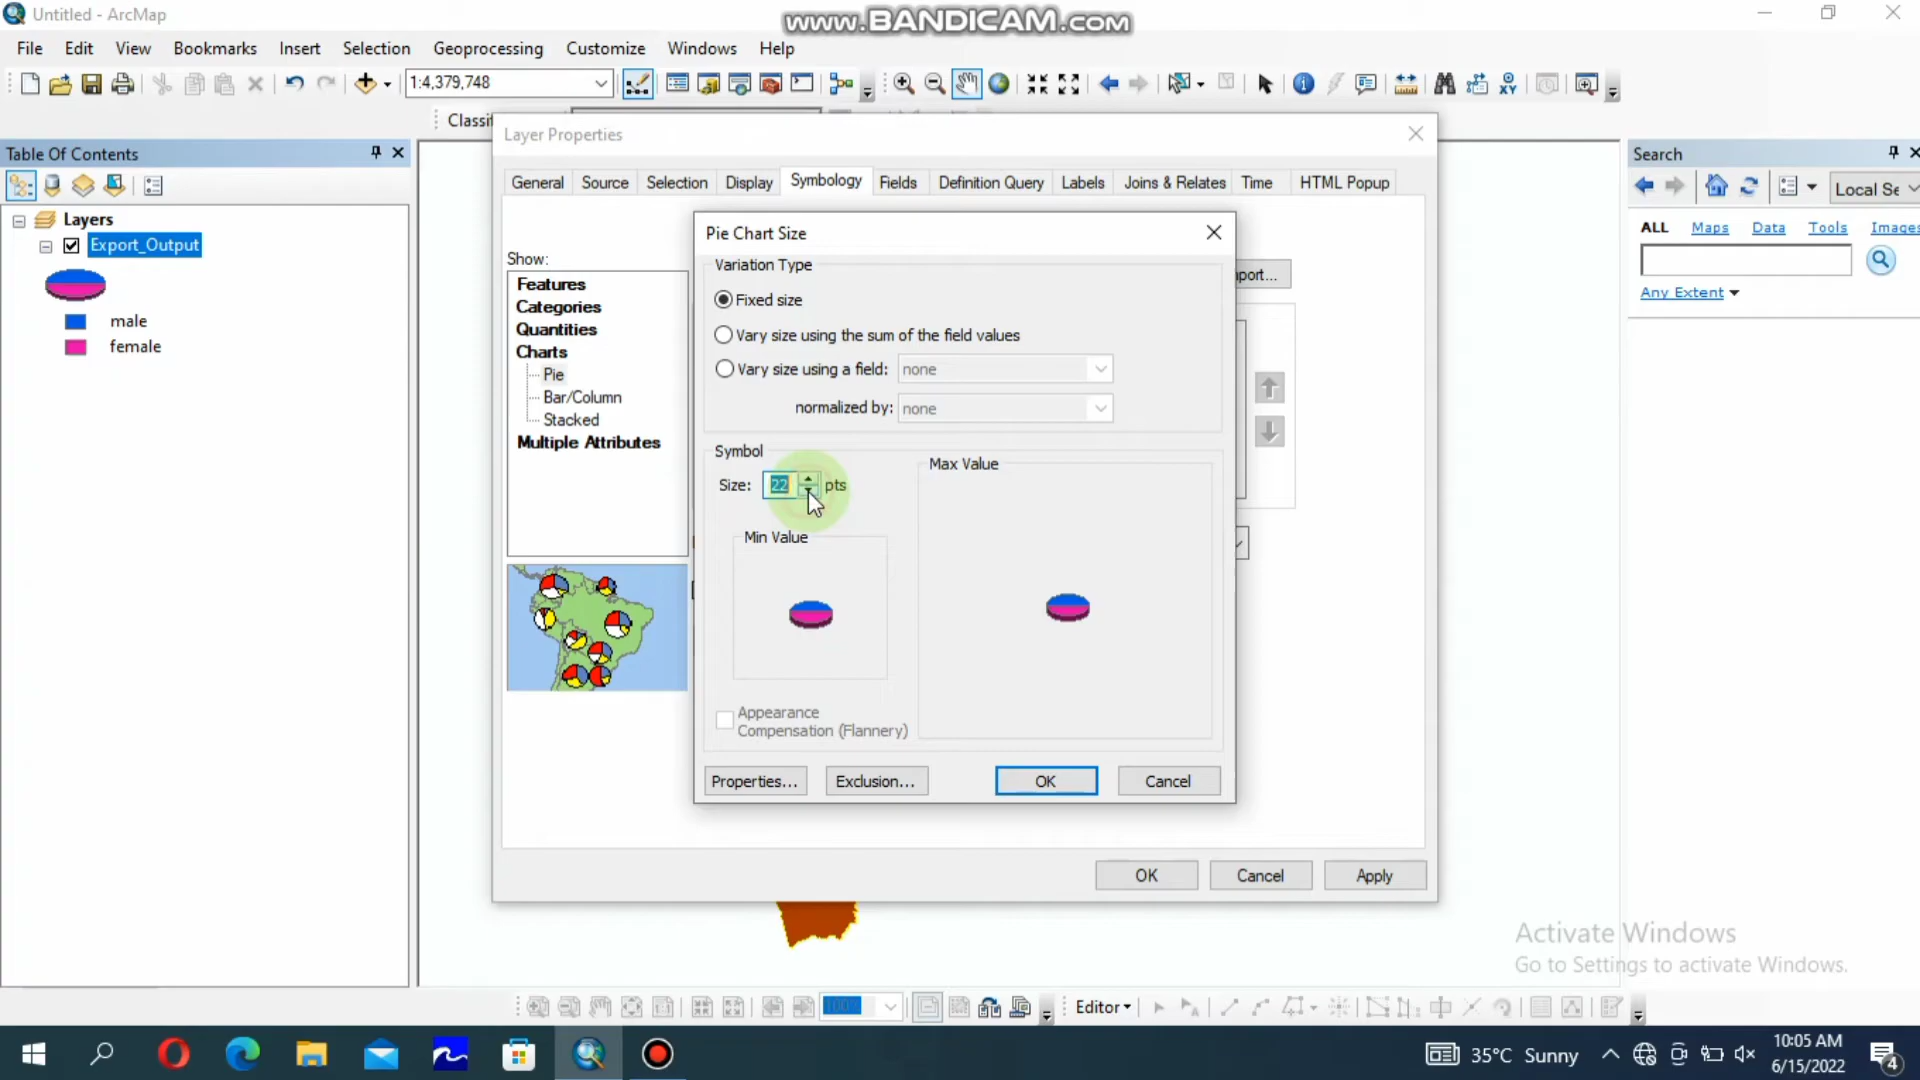 Untitled - ArcMap
www.BANDICAM.com
File Edit View Bookmarks Insert Selection Geoprocessing Customize Windows Help
1:4,379,748
Classif
Layer Properties
Table Of Contents
Search
General Source Selection Display Symbology Fields Definition Query Labels Joins & Relates Time HTML Popup
Local Se
Layers
ALL Maps Data Tools Images
Export_Output
Pie Chart Size
Show:
Variation Type
port...
Features
Fixed size
Any Extent
Categories
male
Quantities
Vary size using the sum of the field values
female
Charts
Pie
Vary size using a field: none
Bar/Column
normalized by: none
Stacked
Multiple Attributes
Symbol
Max Value
Size: 22 pts
Min Value
Appearance
Compensation (Flannery)
Properties... Exclusion... OK Cancel
OK Cancel Apply
Activate Windows
Go to Settings to activate Windows.
100%
Editor
XY
35°C Sunny
10:05 AM
6/15/2022
4